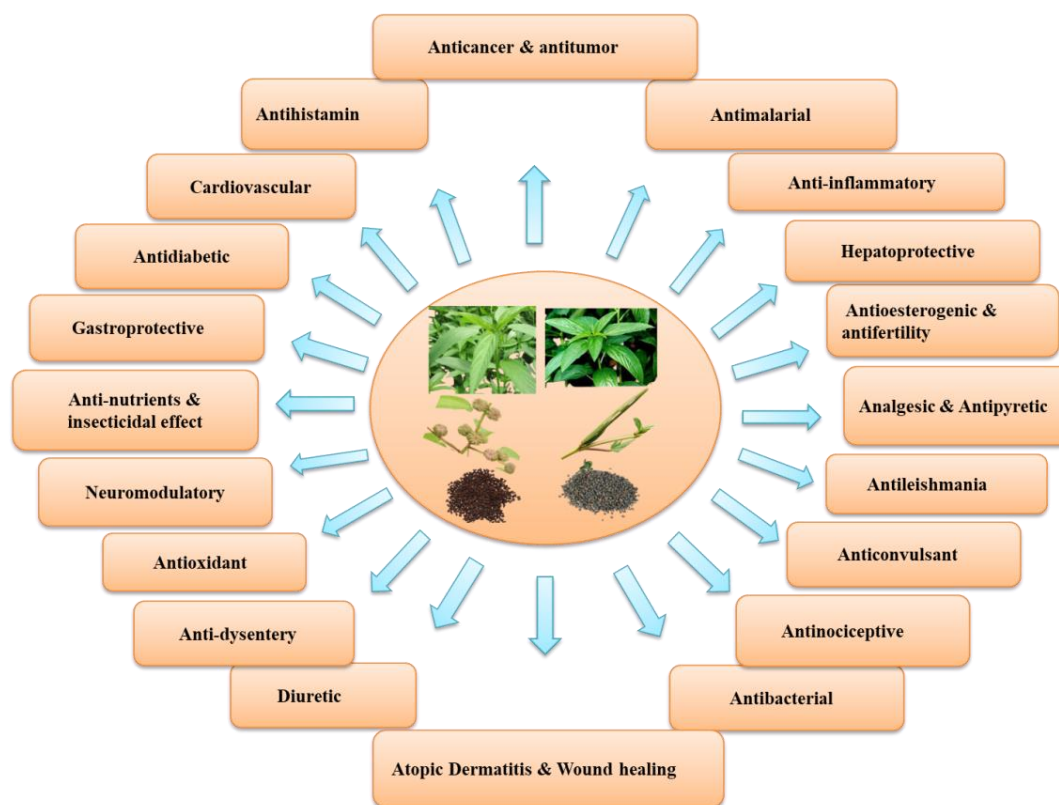 Anticancer & antitumor
Antihistamin
Antimalarial
Cardiovascular
Anti-inflammatory
Antidiabetic
Hepatoprotective
Gastroprotective
Antioesterogenic &
antifertility
Anti-nutrients &
insecticidal effect
Analgesic & Antipyretic
Neuromodulatory
Antileishmania
Antioxidant
Anticonvulsant
Anti-dysentery
Antinociceptive
Diuretic
Antibacterial
Atopic Dermatitis & Wound healing